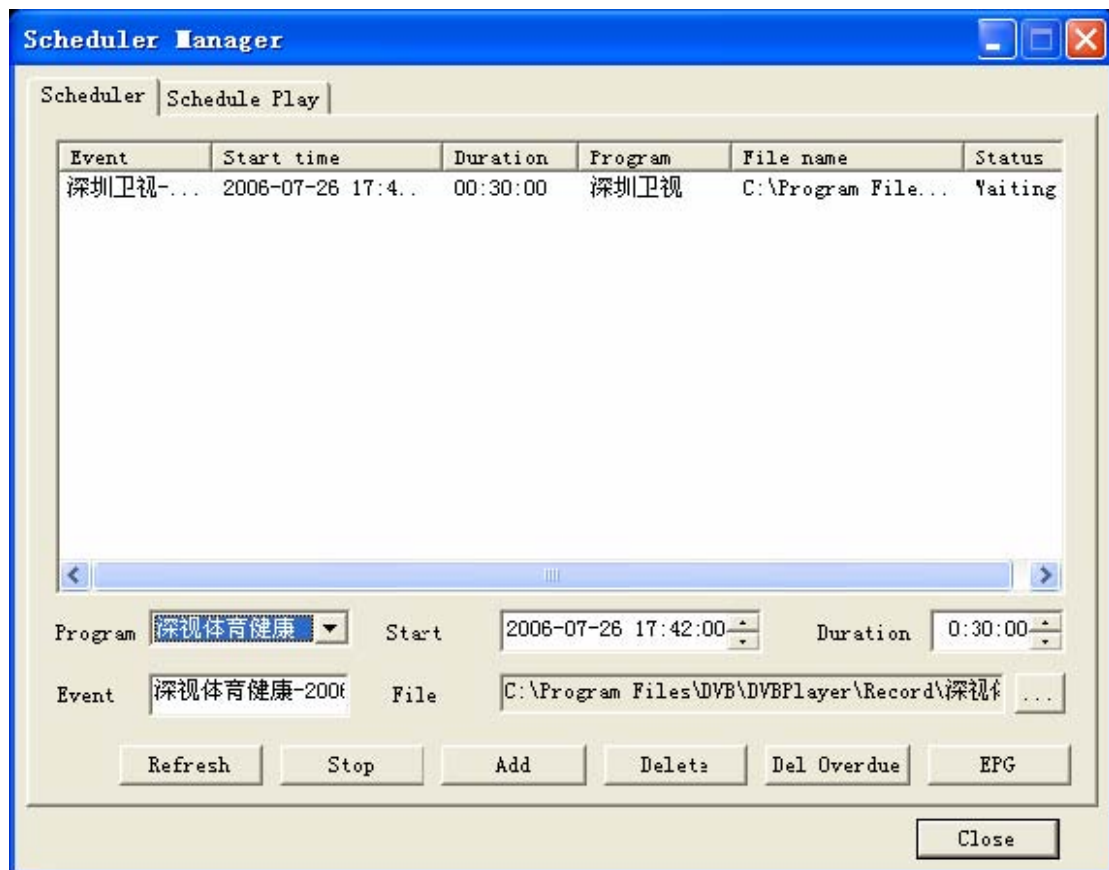 Scheduler Manager
Scheduler Schedule Play
Event Start time Duration Program File name Status
深圳卫视-... 2006-07-26 17:4.. 00:30:00 深圳卫视 C:\Program File... Waiting
Program 深视体育健康 Start 2006-07-26 17:42:00 Duration 0:30:00
Event 深视体育健康-2006 File C:\Program Files\DVB\DVBPlayer\Record\深视 ...
Refresh Stop Add Delete Del Overdue EPG
Close